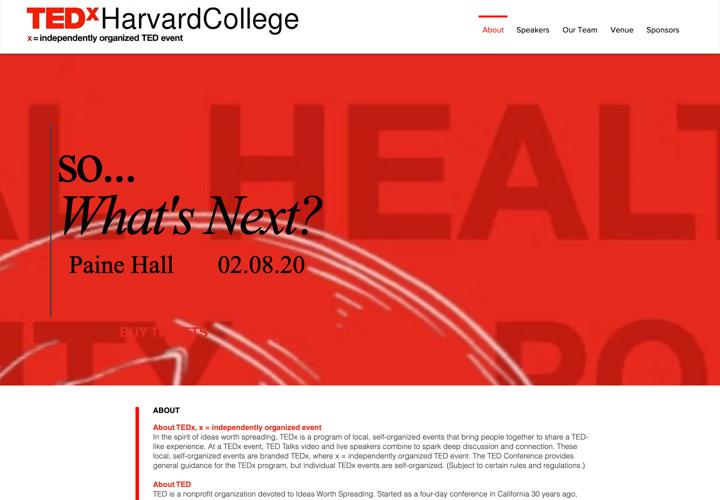 TEDxHarvardCollege
x = independently organized TED event
About Speakers Our Team Venue Sponsors
HEALT
SO...
What's Next?
Paine Hall 02.08.20
BUY TICKETS
ABOUT
About TEDx, x = independently organized event
In the spirit of ideas worth spreading, TEDx is a program of local, self-organized events that bring people together to share a TED-
like experience. At a TEDx event, TED Talks video and live speakers combine to spark deep discussion and connection. These
local, self-organized events are branded TEDx, where x = independently organized TED event. The TED Conference provides
general guidance for the TEDx program, but individual TEDx events are self-organized. (Subject to certain rules and regulations.)
About TED
TED is a nonprofit organization devoted to Ideas Worth Spreading. Started as a four-day conference in California 30 years ago,